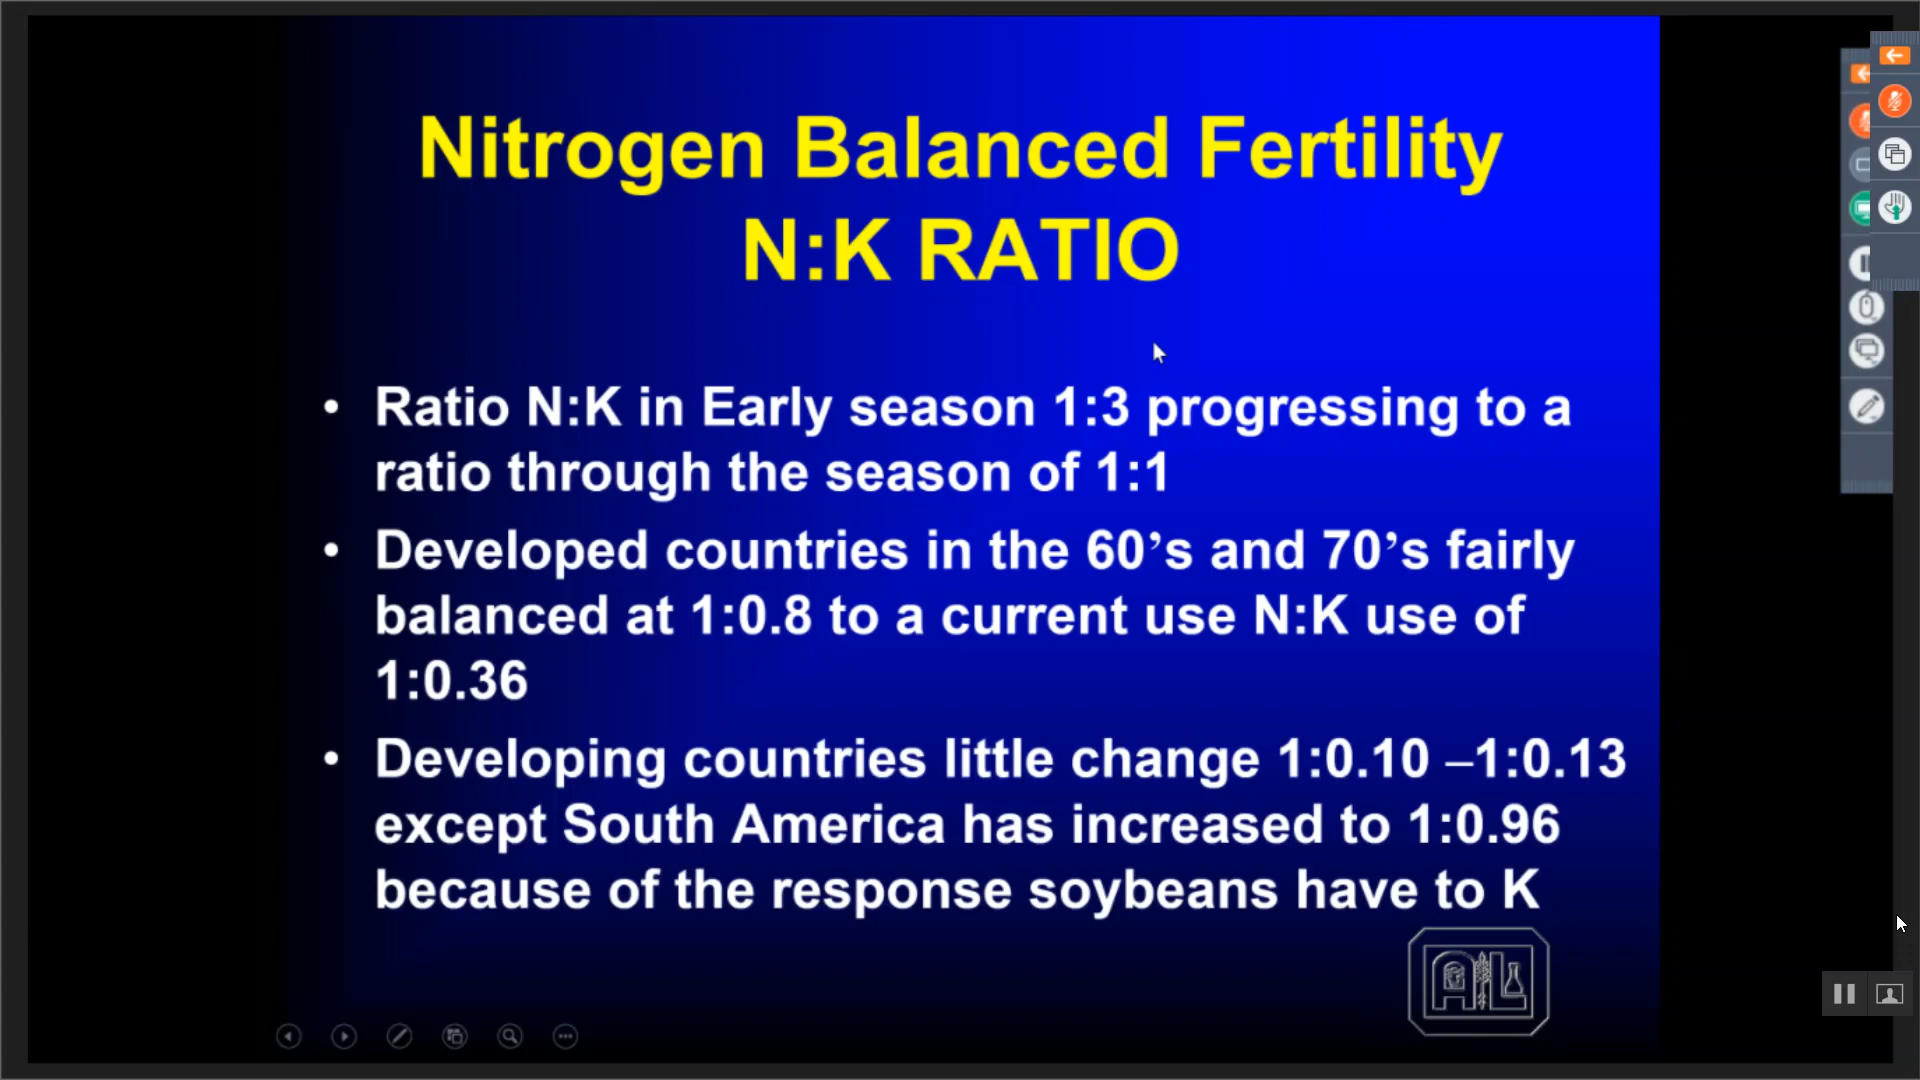 Nitrogen Balanced Fertility
N:K RATIO
• Ratio N:K in Early season 1:3 progressing to a
ratio through the season of 1:1
• Developed countries in the 60’s and 70’s fairly
balanced at 1:0.8 to a current use N:K use of
1:0.36
• Developing countries little change 1:0.10 –1:0.13
except South America has increased to 1:0.96
because of the response soybeans have to K
AL